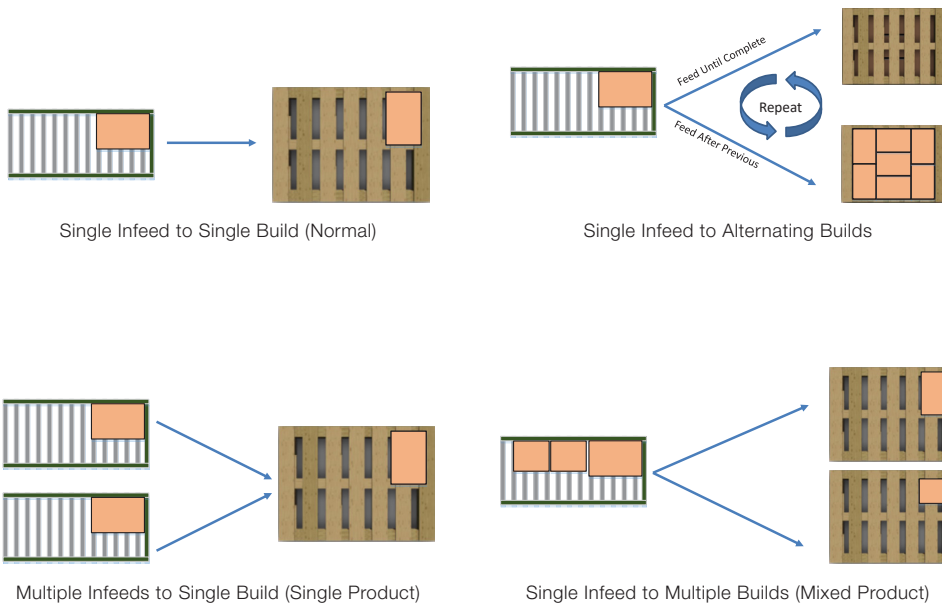 Feed Until Complete
Repeat
Feed After Previous
Single Infeed to Single Build (Normal)
Single Infeed to Alternating Builds
Multiple Infeeds to Single Build (Single Product)
Single Infeed to Multiple Builds (Mixed Product)